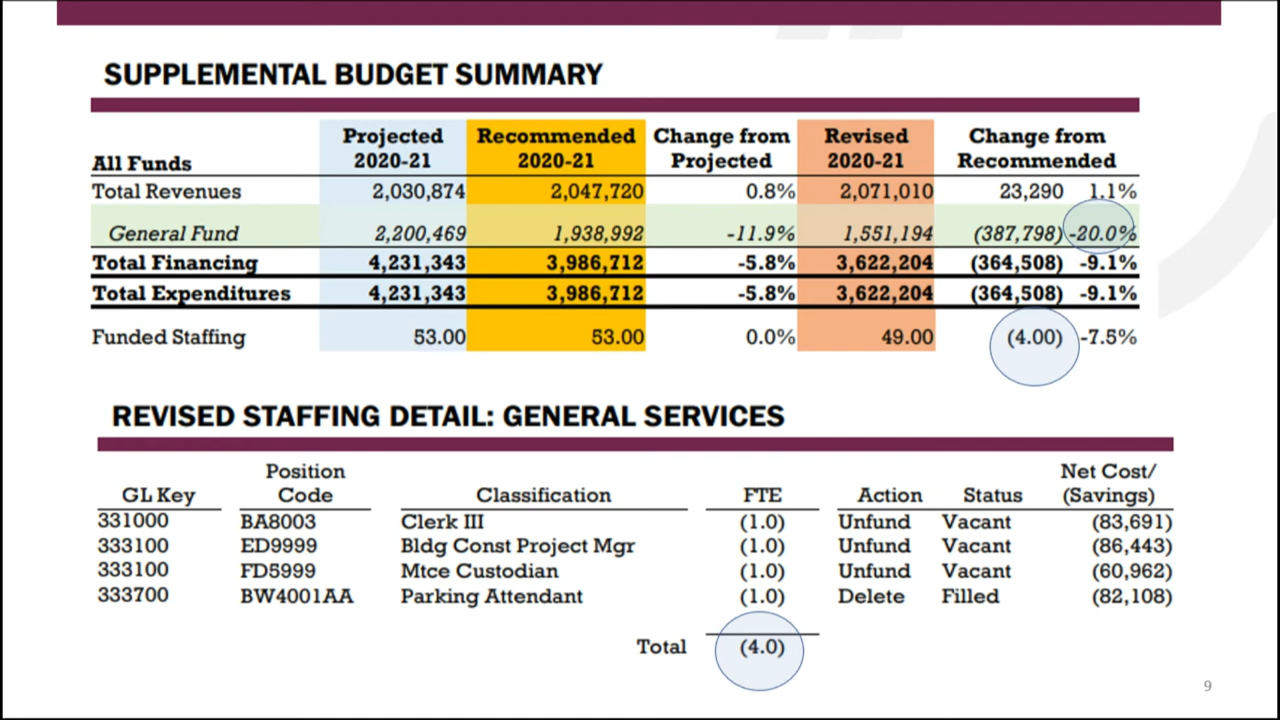 SUPPLEMENTAL BUDGET SUMMARY
Projected Recommended Change from Revised Change from
All Funds 2020-21 2020-21 Projected 2020-21 Recommended
Total Revenues 2,030,874 2,047,720 0.8% 2,071,010 23,290 1.1%
General Fund 2,200,469 1,938,992 -11.9% 1,551,194 (387,798) -20.0%
Total Financing 4,231,343 3,986,712 -5.8% 3,622,204 (364,508) -9.1%
Total Expenditures 4,231,343 3,986,712 -5.8% 3,622,204 (364,508) -9.1%
Funded Staffing 53.00 53.00 0.0% 49.00 (4.00) -7.5%
REVISED STAFFING DETAIL: GENERAL SERVICES
Position Net Cost/
GL Key Code Classification FTE Action Status (Savings)
331000 BA8003 Clerk III (1.0) Unfund Vacant (83,691)
333100 ED9999 Bldg Const Project Mgr (1.0) Unfund Vacant (86,443)
333100 FD5999 Mtce Custodian (1.0) Unfund Vacant (60,962)
333700 BW4001AA Parking Attendant (1.0) Delete Filled (82,108)
Total (4.0)
9